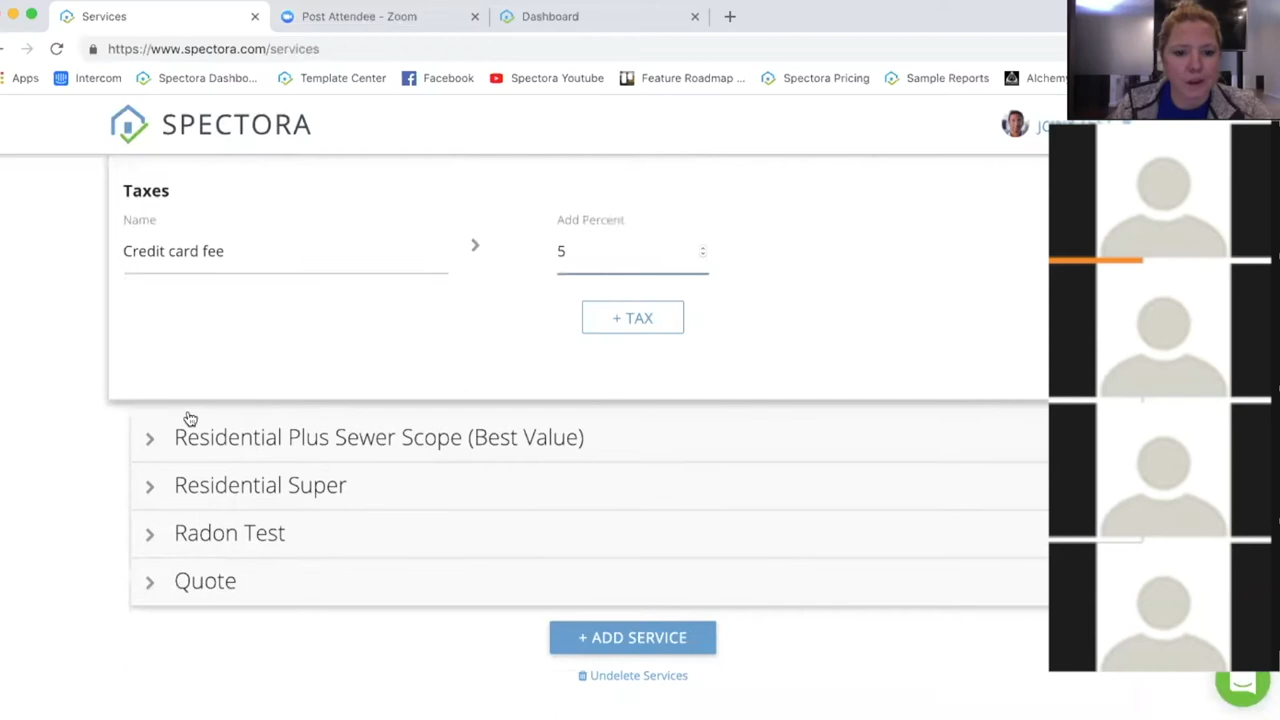 Services
Post Attendee - Zoom
Dashboard
https://www.spectora.com/services
Apps
Intercom
Spectora Dashbo...
Template Center
Facebook
Spectora Youtube
Feature Roadmap ...
Spectora Pricing
Sample Reports
Alchem
SPECTORA
Taxes
Name
Add Percent
Credit card fee
5
+ TAX
Residential Plus Sewer Scope (Best Value)
Residential Super
Radon Test
Quote
+ ADD SERVICE
Undelete Services